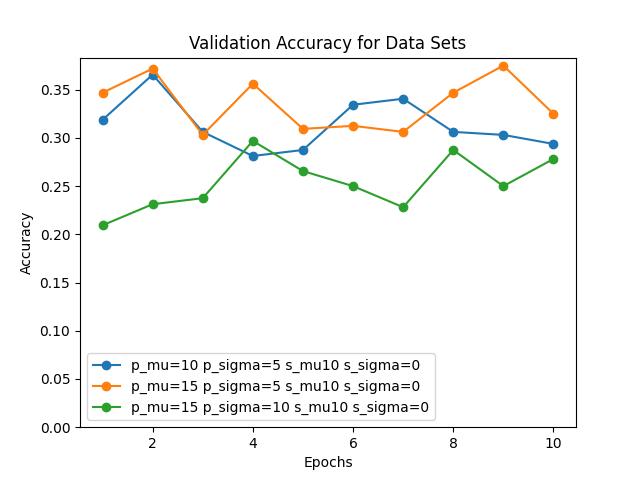 Validation Accuracy for Data Sets
Accuracy
0.35
0.30
0.25
0.20
0.15
0.10
0.05
0.00
p_mu=10 p_sigma=5 s_mu10 s_sigma=0
p_mu=15 p_sigma=5 s_mu10 s_sigma=0
p_mu=15 p_sigma=10 s_mu10 s_sigma=0
2 4 6 8 10
Epochs